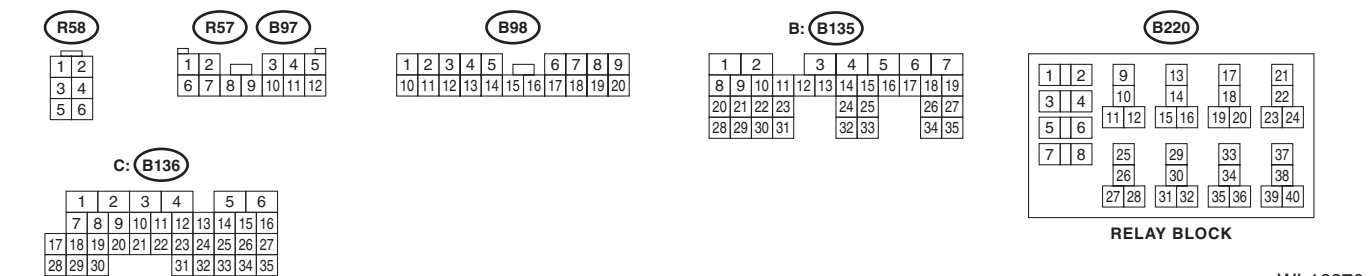 R58
1 2
3 4
5 6
R57 B97
1 2 3 4 5
6 7 8 9 10 11 12
B98
1 2 3 4 5 6 7 8 9
10 11 12 13 14 15 16 17 18 19 20
B: B135
1 2 3 4 5 6 7
8 9 10 11 12 13 14 15 16 17 18 19
20 21 22 23 24 25 26 27
28 29 30 31 32 33 34 35
B220
1 2 9 13 17 21
3 4 10 14 18 22
5 6 11 12 15 16 19 20 23 24
7 8 25 29 33 37
26 30 34 38
27 28 31 32 35 36 39 40
RELAY BLOCK
C: B136
1 2 3 4 5 6
7 8 9 10 11 12 13 14 15 16
17 18 19 20 21 22 23 24 25 26 27
28 29 30 31 32 33 34 35